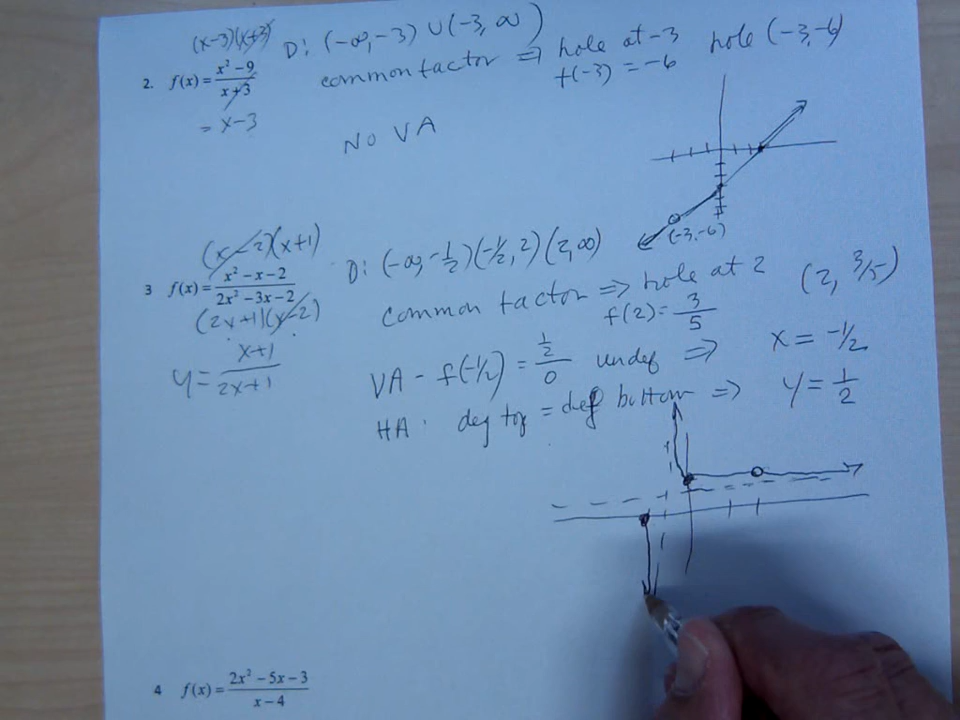 (x-3)(x+3) D: (-∞,-3) ∪ (-3,∞)
2. f(x) = x² – 9 / x + 3
common factor ⇒ hole at -3 hole (-3,-6)
f(-3) = -6
= x-3
NO VA
(-3,-6)
(x-2)(x+1)
3 f(x) = x² – x – 2 / 2x² – 3x – 2
D: (-∞,-1/2)(-1/2,2)(2,∞)
(2x+1)(x-2)
common factor ⇒ hole at 2 (2, 3/5)
f(2) = 3/5
y = x+1 / 2x+1
VA - f(-1/2) = 1/2 / 0 undef ⇒ x = -1/2
HA: deg top = def bottom ⇒ y = 1/2
4 f(x) = 2x² – 5x – 3 / x – 4